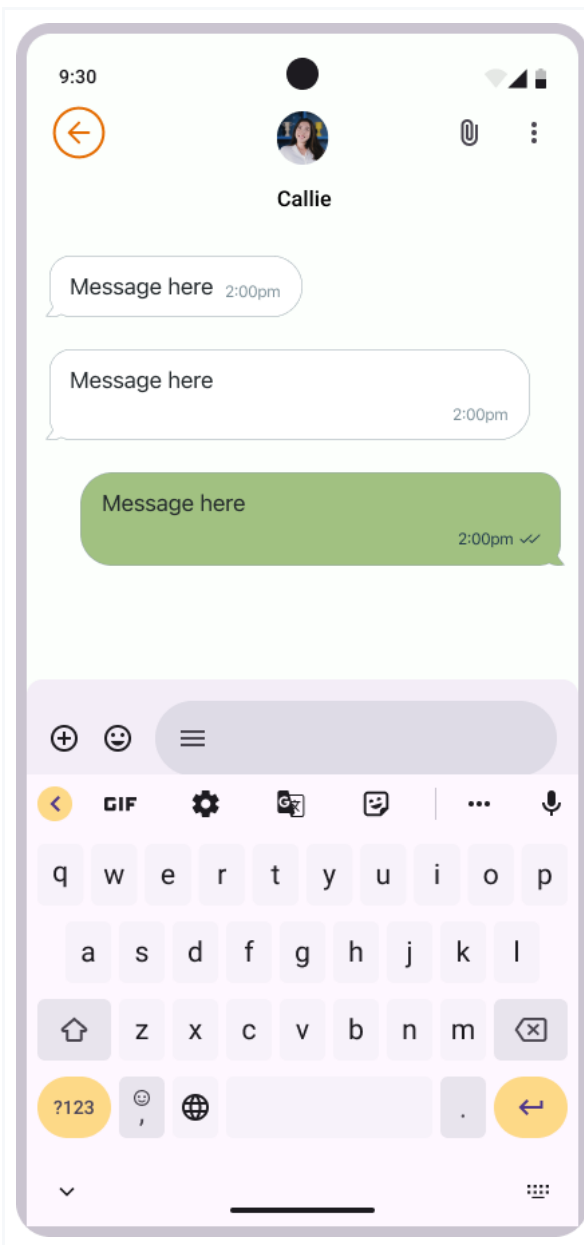 9:30
Callie
Message here 2:00pm
Message here
2:00pm
Message here
2:00pm
GIF
q w e r t y u i o p
a s d f g h j k l
z x c v b n m
?123 , .